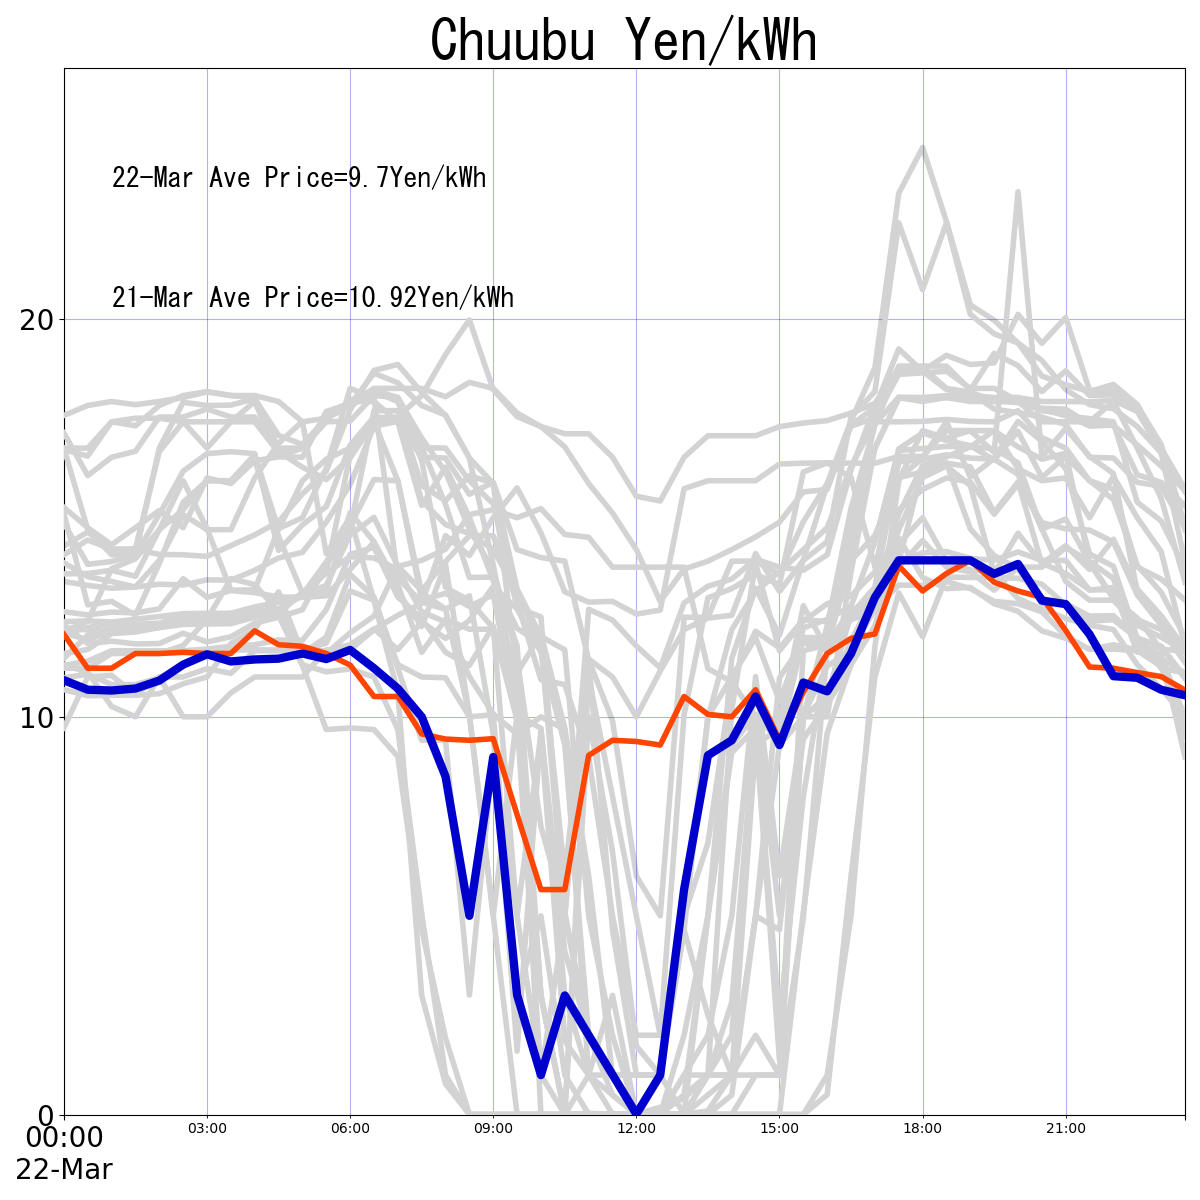 Chuubu Yen/kWh
22-Mar Ave Price=9.7Yen/kWh
21-Mar Ave Price=10.92Yen/kWh
20
10
0
00:00 03:00 06:00 09:00 12:00 15:00 18:00 21:00
22-Mar